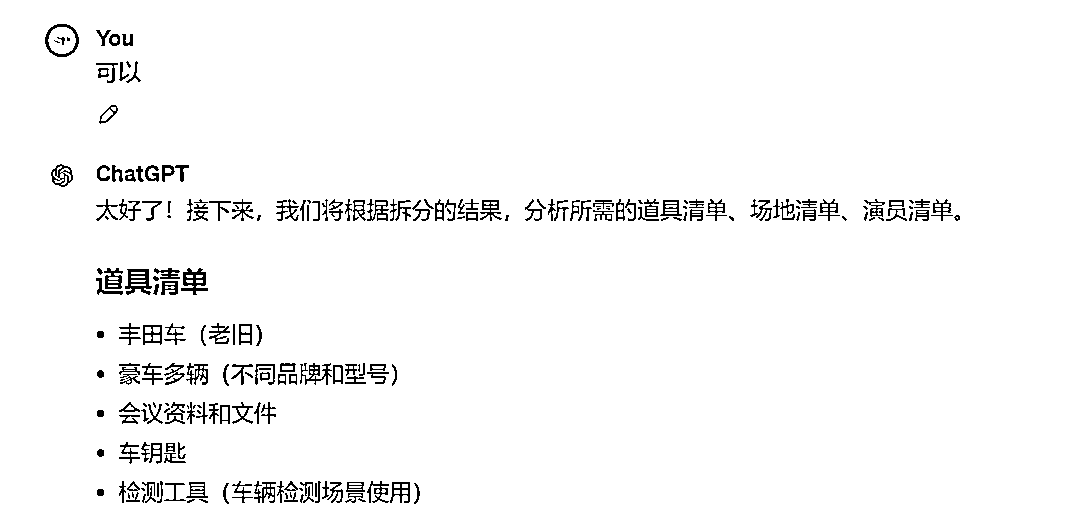 You
可以
ChatGPT
太好了！接下来，我们将根据拆分的结果，分析所需的道具清单、场地清单、演员清单。
道具清单
• 丰田车（老旧）
• 豪车多辆（不同品牌和型号）
• 会议资料和文件
• 车钥匙
• 检测工具（车辆检测场景使用）